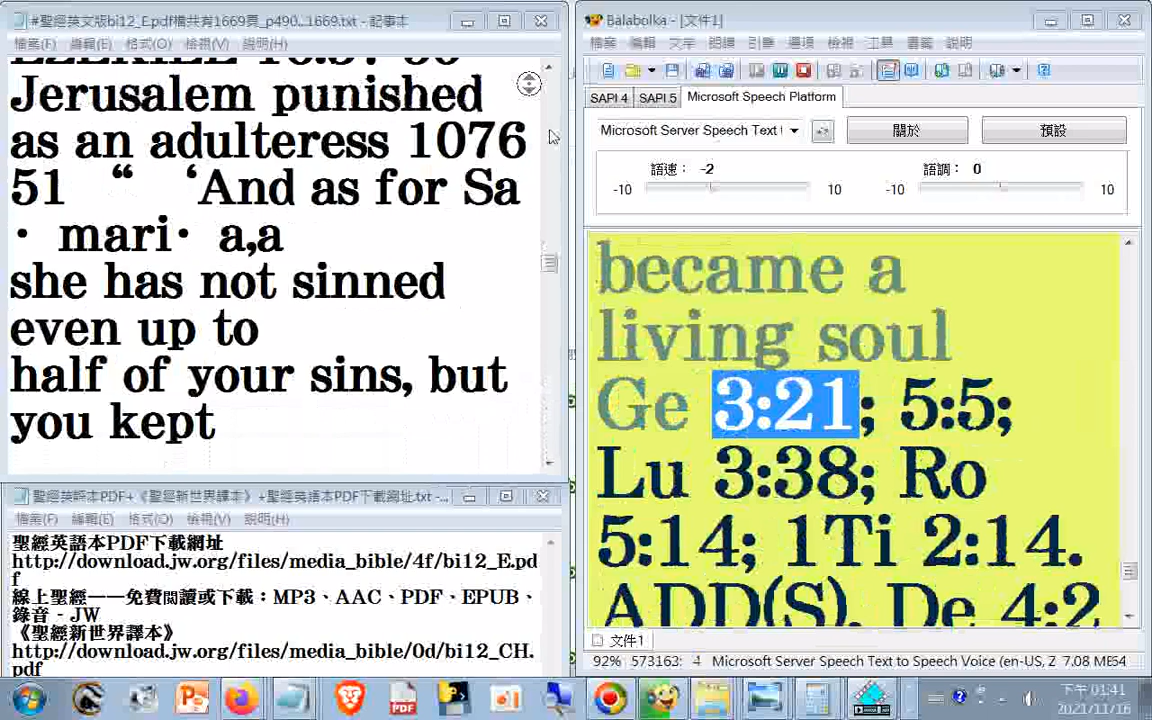 #聖經英文版bi12_E.pdf檔共有1669頁_p490...1669.txt - 記事本
檔案(F) 編輯(E) 格式(O) 檢視(V) 說明(H)
Jerusalem punished
as an adulteress 1076
51 “ ‘And as for Sa
· mari· a,a
she has not sinned
even up to
half of your sins, but
you kept
聖經英譯本PDF+《聖經新世界譯本》+聖經英語本PDF下載網址.txt -...
檔案(F) 編輯(E) 格式(O) 檢視(V) 說明(H)
聖經英語本PDF下載網址
http://download.jw.org/files/media_bible/4f/bi12_E.pd
f
線上聖經——免費閱讀或下載：MP3、AAC、PDF、EPUB、
錄音 - JW
《聖經新世界譯本》
http://download.jw.org/files/media_bible/0d/bi12_CH.
pdf
Balabolka - [文件1]
檔案 編輯 文字 朗讀 引擎 選項 檢視 工具 書籤 說明
SAPI 4 SAPI 5 Microsoft Speech Platform
Microsoft Server Speech Text 關於 預設
語速： -2 語調： 0
-10 10 -10 10
became a
living soul
Ge 3:21; 5:5;
Lu 3:38; Ro
5:14; 1Ti 2:14.
ADD(S), De 4:2
文件1
92% 573163: 4 Microsoft Server Speech Text to Speech Voice (en-US, Z 7.08 MB
下午 01:41
2021/11/16